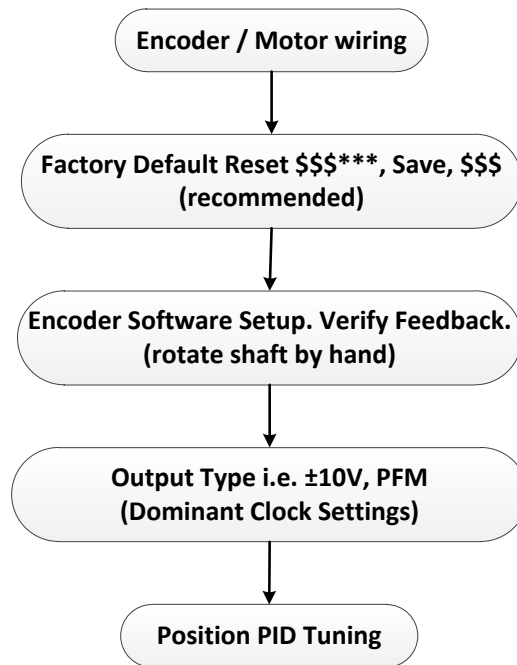 Encoder / Motor wiring
Factory Default Reset $$$***, Save, $$$
(recommended)
Encoder Software Setup. Verify Feedback.
(rotate shaft by hand)
Output Type i.e. ±10V, PFM
(Dominant Clock Settings)
Position PID Tuning